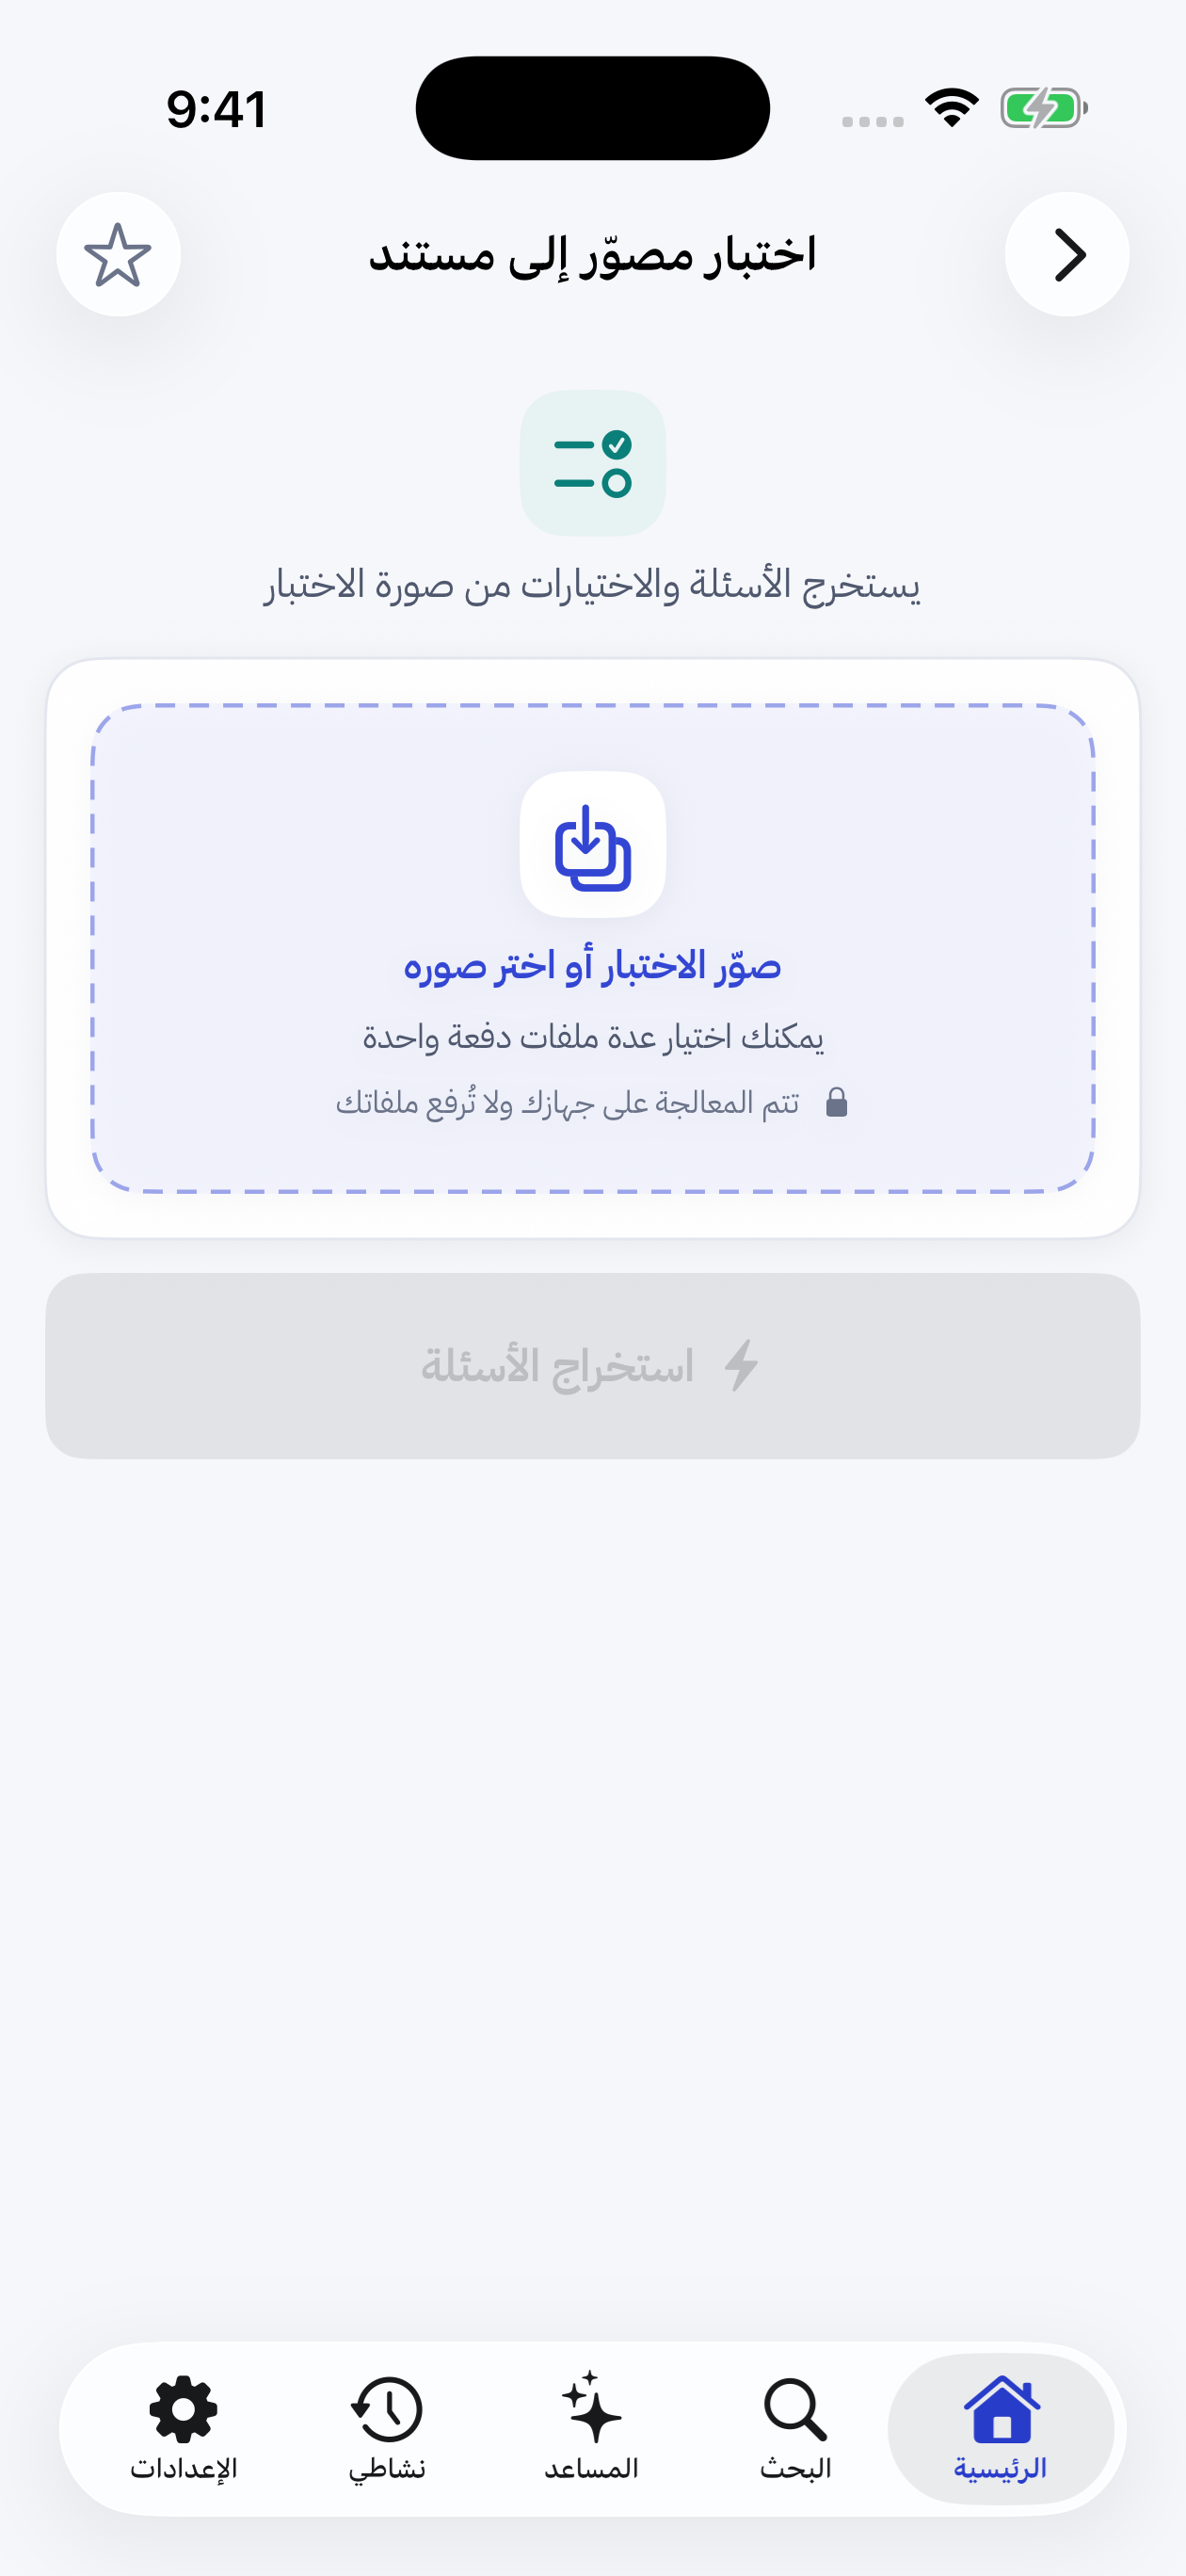 9:41
اختبار مصوّر إلى مستند
يستخرج الأسئلة والاختيارات من صورة الاختبار
صوّر الاختبار أو اختر صوره
يمكنك اختيار عدة ملفات دفعة واحدة
تتم المعالجة على جهازك ولا تُرفع ملفاتك
استخراج الأسئلة
الرئيسية
البحث
المساعد
نشاطي
الإعدادات